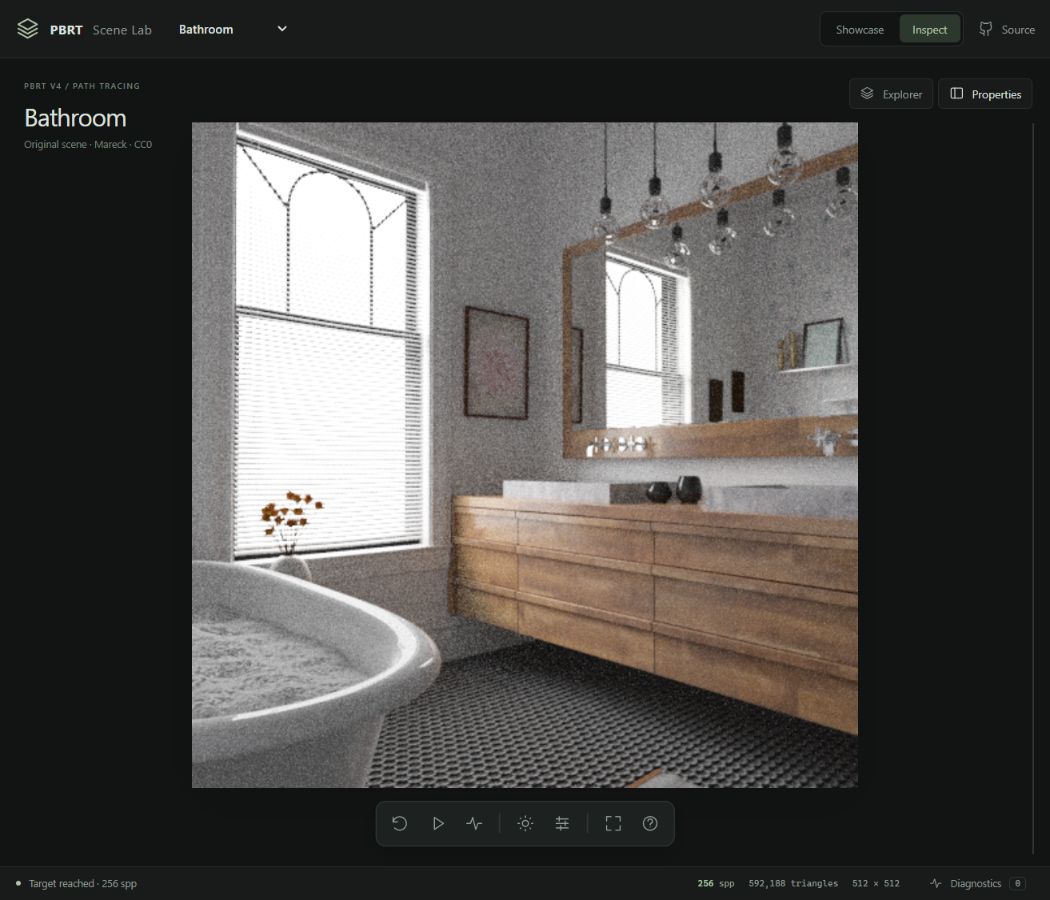 PBRT Scene Lab
Bathroom
Showcase
Inspect
Source
PBRT V4 / PATH TRACING
Bathroom
Original scene · Mareck · CC0
Explorer
Properties
Target reached · 256 spp
256 spp
592,188 triangles
512 × 512
Diagnostics
0